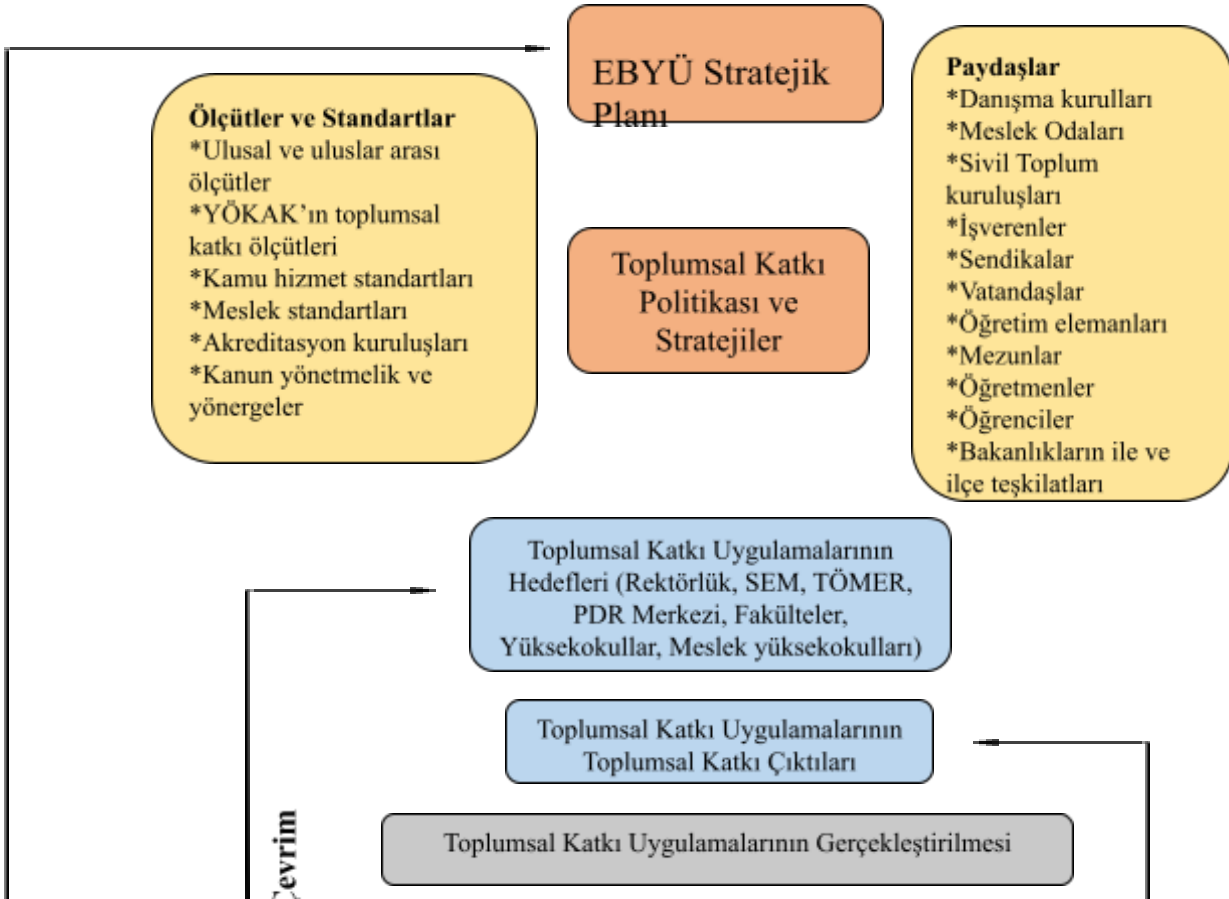 EBYÜ Stratejik
Planı
Ölçütler ve Standartlar
*Ulusal ve uluslar arası
ölçütler
*YÖKAK’ın toplumsal
katkı ölçütleri
*Kamu hizmet standartları
*Meslek standartları
*Akreditasyon kuruluşları
*Kanun yönetmelik ve
yönergeler
Toplumsal Katkı
Politikası ve
Stratejiler
Paydaşlar
*Danışma kurulları
*Meslek Odaları
*Sivil Toplum
kuruluşları
*İşverenler
*Sendikalar
*Vatandaşlar
*Öğretim elemanları
*Mezunlar
*Öğretmenler
*Öğrenciler
*Bakanlıkların ile ve
ilçe teşkilatları
Toplumsal Katkı Uygulamalarının
Hedefleri (Rektörlük, SEM, TÖMER,
PDR Merkezi, Fakülteler,
Yüksekokullar, Meslek yüksekokulları)
Toplumsal Katkı Uygulamalarının
Toplumsal Katkı Çıktıları
Toplumsal Katkı Uygulamalarının Gerçekleştirilmesi
Çevrim